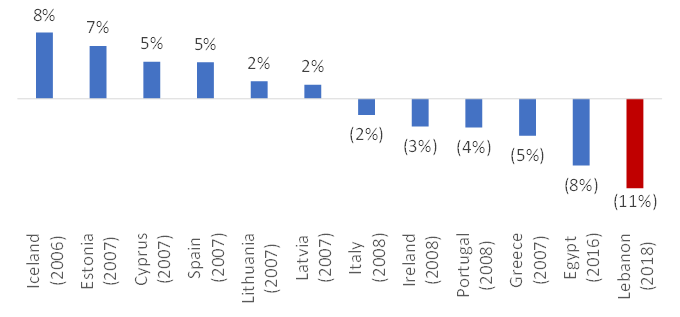 8%
7%
5%
5%
2%
2%
(2%)
(3%)
(4%)
(5%)
(8%)
(11%)
Iceland
(2006)
Estonia
(2007)
Cyprus
(2007)
Spain
(2007)
Lithuania
(2007)
Latvia
(2007)
Italy
(2008)
Ireland
(2008)
Portugal
(2008)
Greece
(2007)
Egypt
(2016)
Lebanon
(2018)